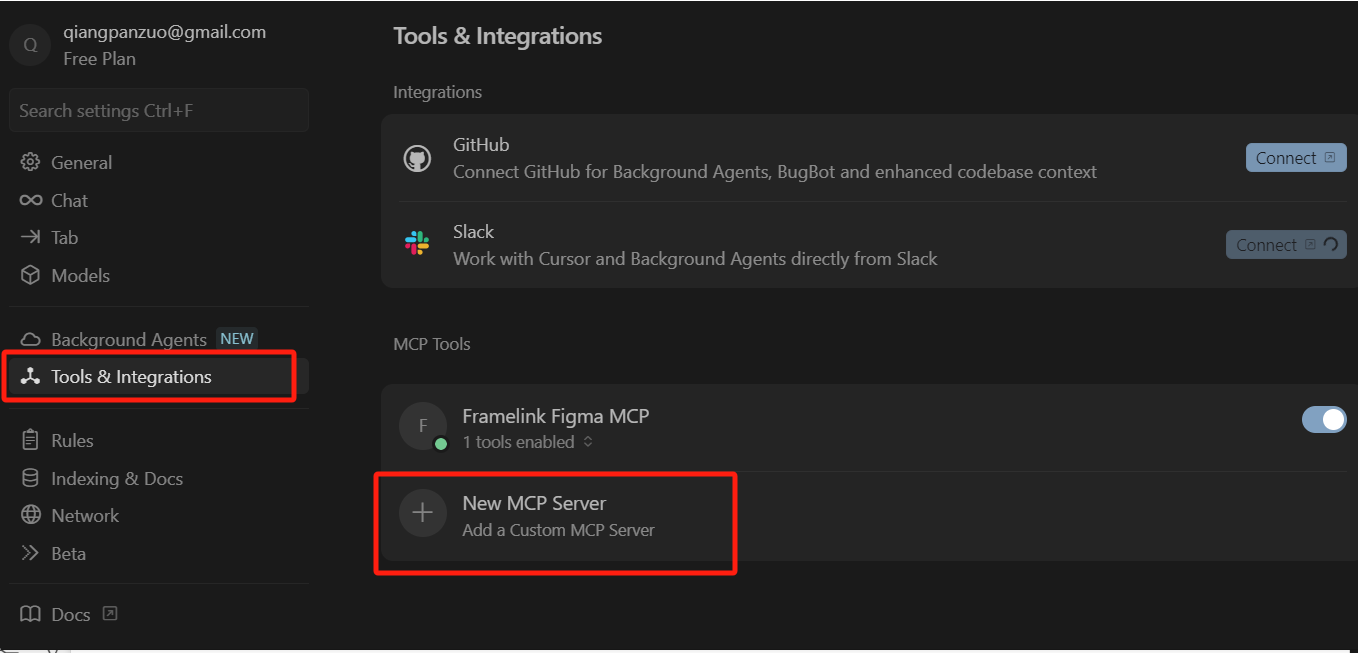 Q
qiangpanzuo@gmail.com
Free Plan
Search settings Ctrl+F
General
Chat
Tab
Models
Background Agents NEW
Tools & Integrations
Rules
Indexing & Docs
Network
Beta
Docs
Tools & Integrations
Integrations
GitHub
Connect GitHub for Background Agents, BugBot and enhanced codebase context
Connect
Slack
Work with Cursor and Background Agents directly from Slack
Connect
MCP Tools
F
Framelink Figma MCP
1 tools enabled
New MCP Server
Add a Custom MCP Server